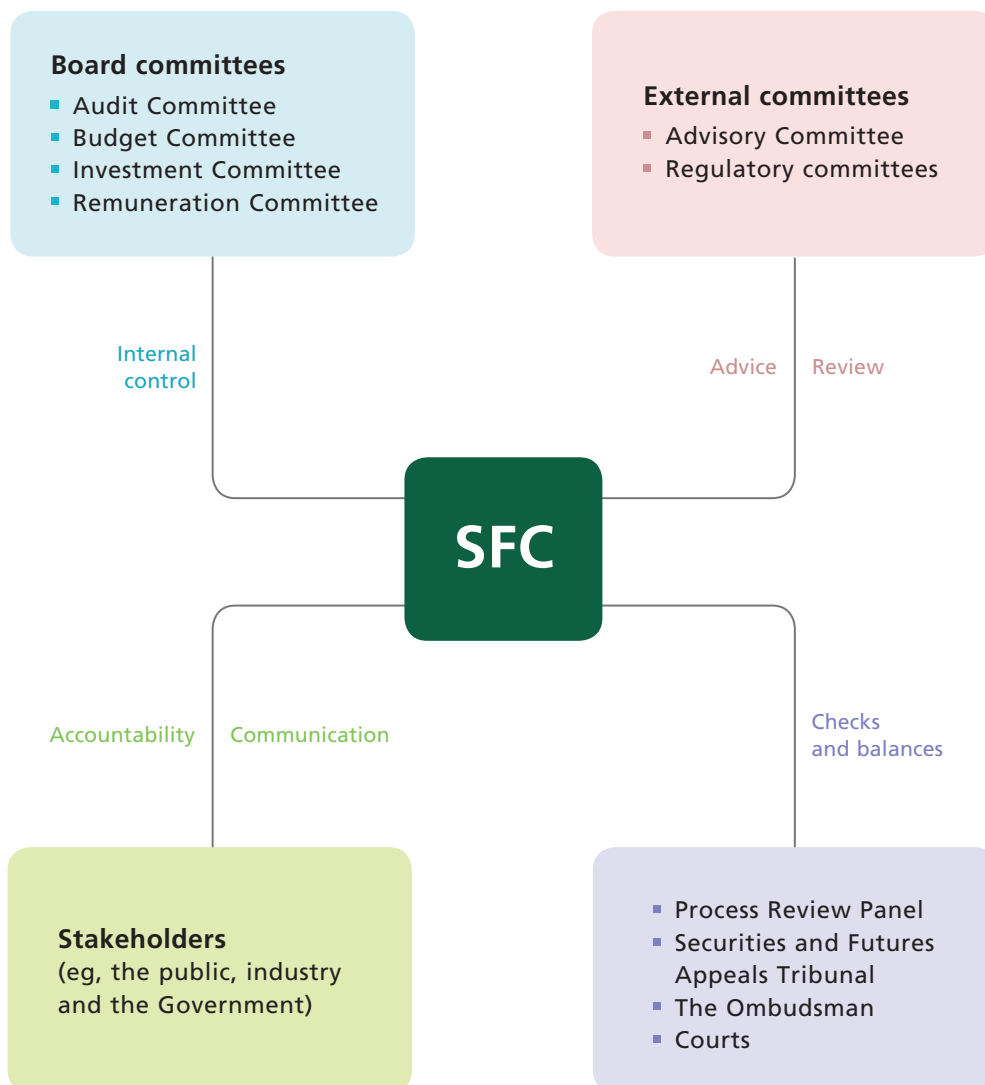 Board committees
Audit Committee
Budget Committee
Investment Committee
Remuneration Committee
External committees
Advisory Committee
Regulatory committees
Internal
control
Advice
Review
SFC
Accountability
Communication
Checks
and balances
Stakeholders
(eg, the public, industry
and the Government)
Process Review Panel
Securities and Futures
Appeals Tribunal
The Ombudsman
Courts